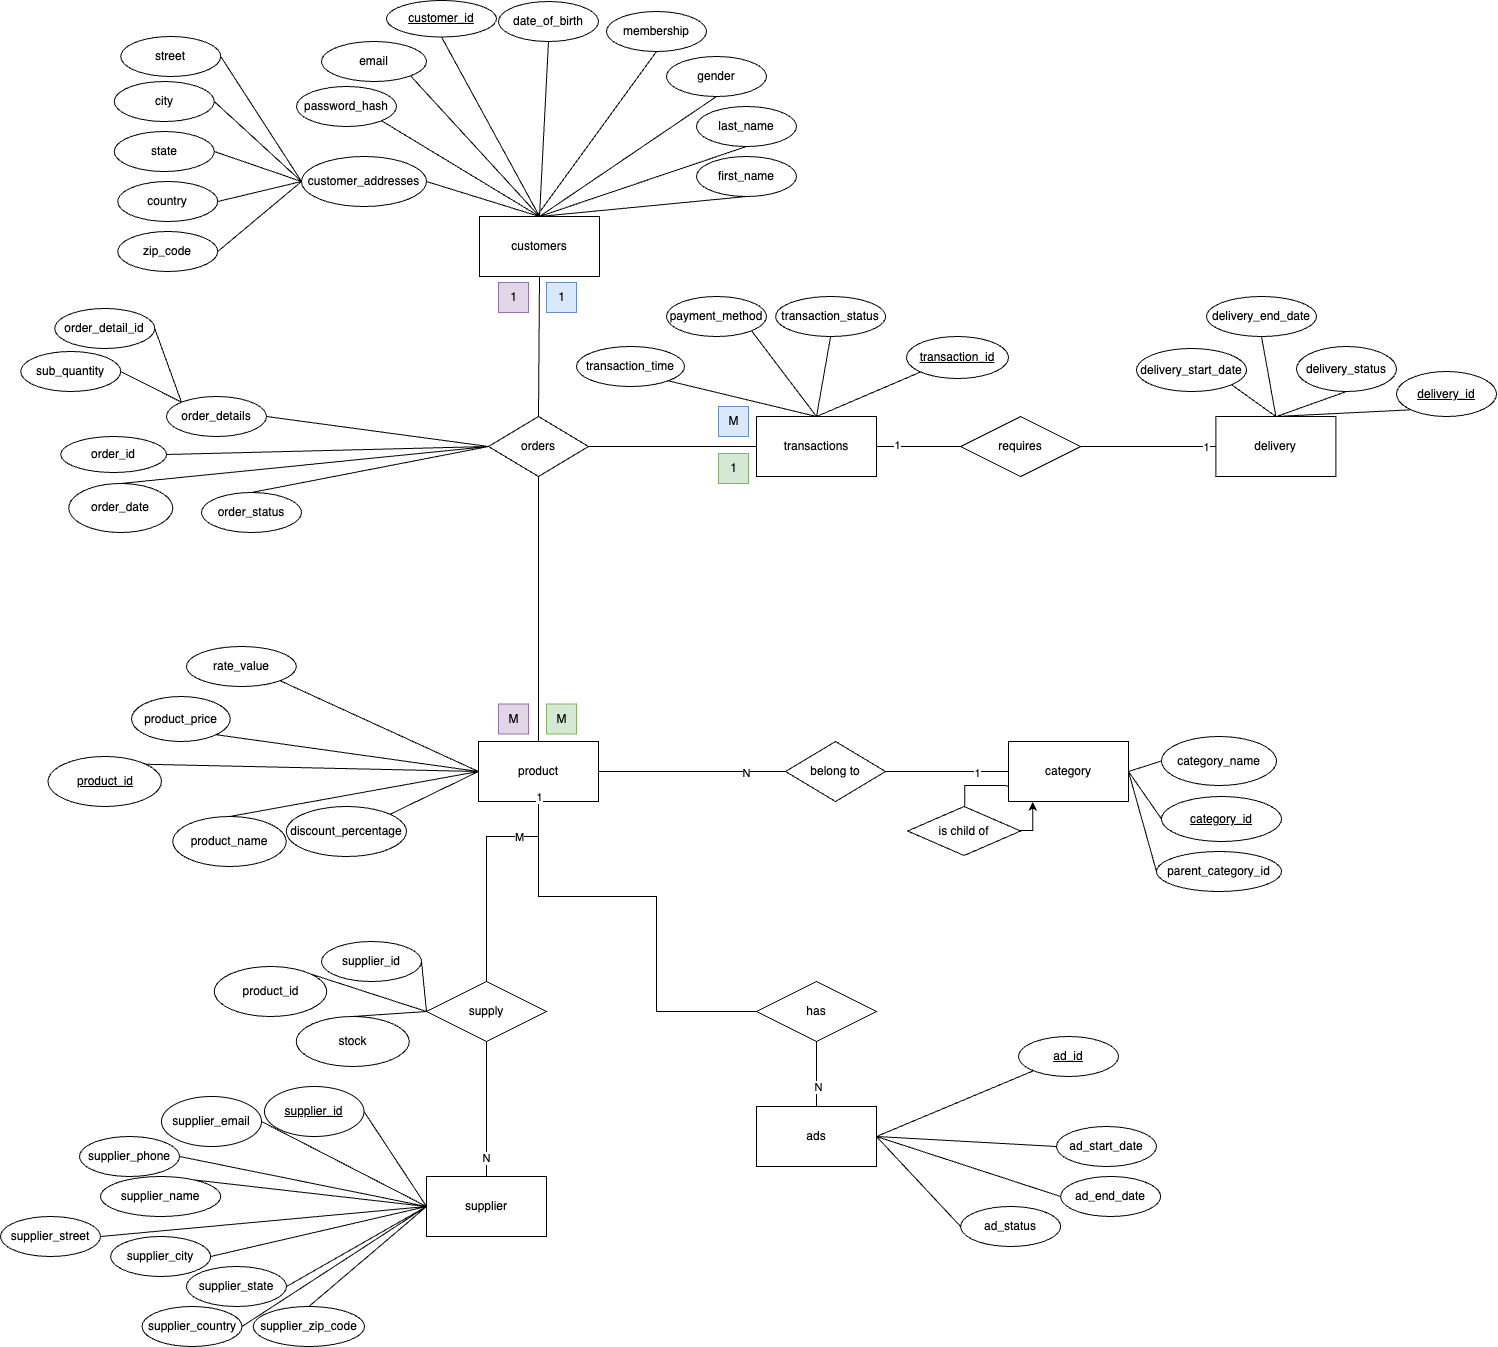 customer_id
date_of_birth
membership
email
gender
password_hash
last_name
first_name
street
city
state
country
zip_code
customer_addresses
customers
1
1
order_detail_id
sub_quantity
order_details
order_id
order_date
order_status
orders
payment_method
transaction_status
transaction_time
transaction_id
M
1
transactions
1
requires
1
delivery_end_date
delivery_start_date
delivery_status
delivery_id
delivery
rate_value
product_price
product_id
product_name
discount_percentage
M
M
product
1
N
belong to
1
category
is child of
category_name
category_id
parent_category_id
M
supplier_id
product_id
stock
supply
has
N
N
ads
ad_id
ad_start_date
ad_end_date
ad_status
supplier_id
supplier_email
supplier_phone
supplier_name
supplier_street
supplier_city
supplier_state
supplier_country
supplier_zip_code
supplier